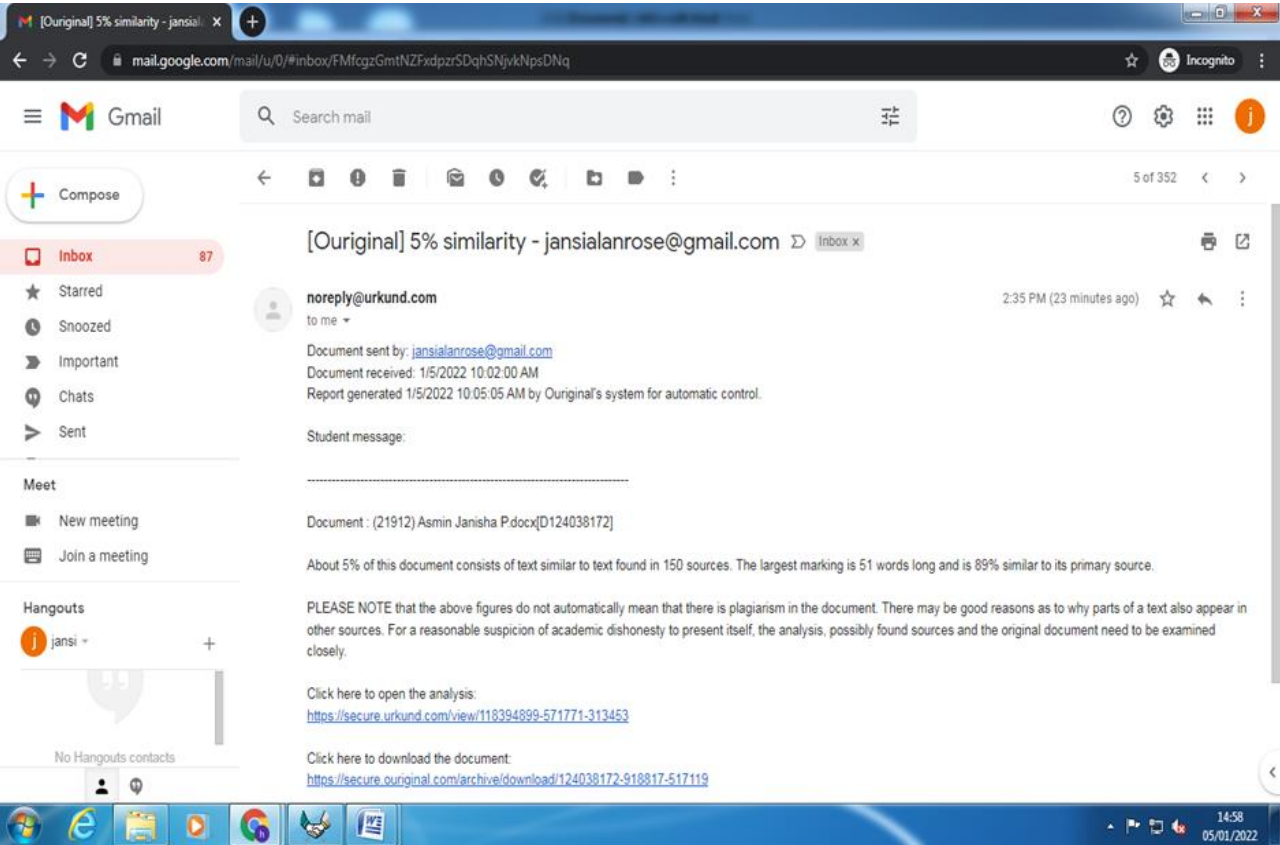 [Ouriginal] 5% similarity - jansial
mail.google.com/mail/u/0/#inbox/FMfcgzGmtNZFxdpzrSDqhSNjvkNpsDNq
Incognito
Gmail
Search mail
Compose
5 of 352
Inbox 87
Starred
Snoozed
Important
Chats
Sent
Meet
New meeting
Join a meeting
Hangouts
jansi
No Hangouts contacts
[Ouriginal] 5% similarity - jansialanrose@gmail.com Inbox x
noreply@urkund.com 2:35 PM (23 minutes ago)
to me
Document sent by: jansialanrose@gmail.com
Document received: 1/5/2022 10:02:00 AM
Report generated 1/5/2022 10:05:05 AM by Ouriginal's system for automatic control.
Student message:
--------------------------------------------------------------------------------
Document : (21912) Asmin Janisha P.docx[D124038172]
About 5% of this document consists of text similar to text found in 150 sources. The largest marking is 51 words long and is 89% similar to its primary source.
PLEASE NOTE that the above figures do not automatically mean that there is plagiarism in the document. There may be good reasons as to why parts of a text also appear in
other sources. For a reasonable suspicion of academic dishonesty to present itself, the analysis, possibly found sources and the original document need to be examined
closely.
Click here to open the analysis:
https://secure.urkund.com/view/118394899-571771-313453
Click here to download the document:
https://secure.ouriginal.com/archive/download/124038172-918817-517119
14:58
05/01/2022